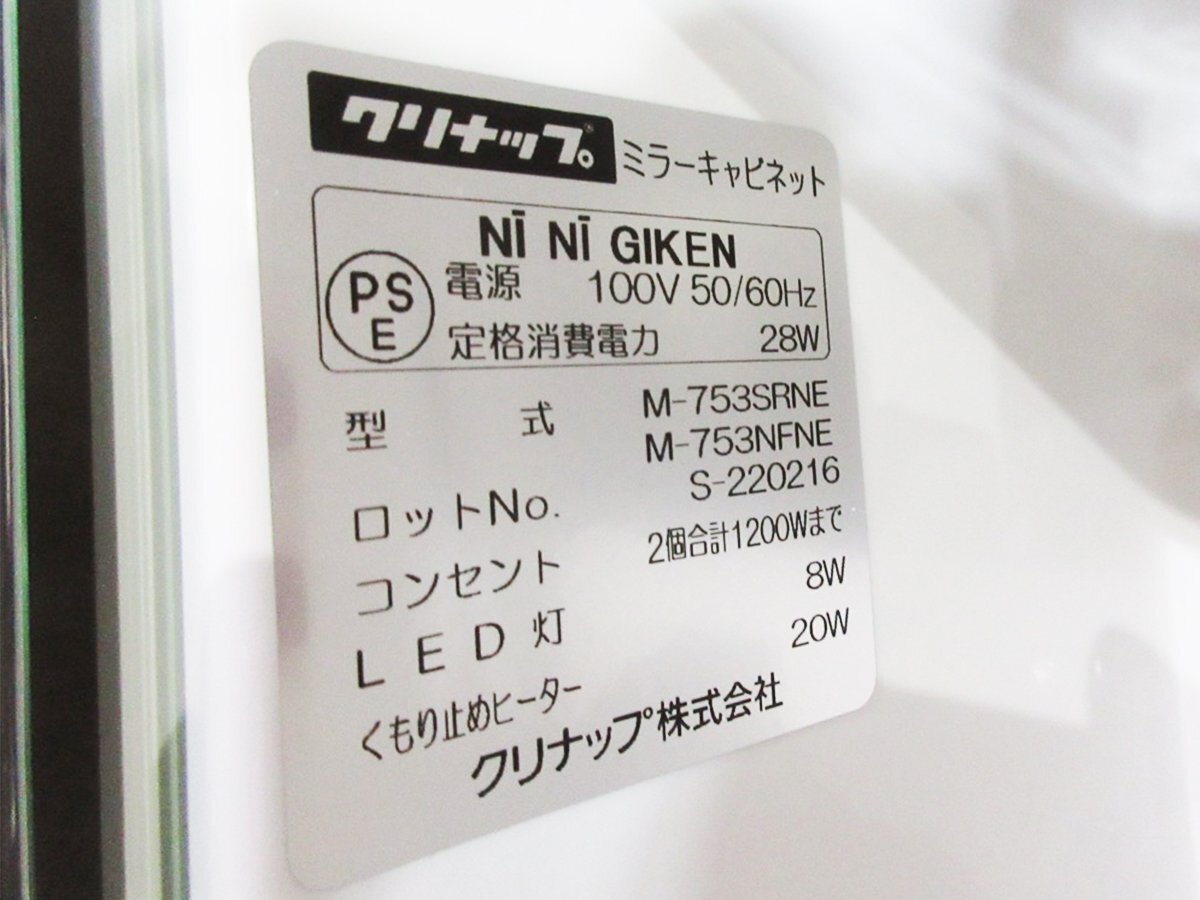 クリナップ® ミラーキャビネット
NĪ NĪ GIKEN
PSE
電源 100V 50/60Hz
定格消費電力 28W
型式 M-753SRNE
M-753NFNE
ロットNo. S-220216
コンセント 2個合計1200Wまで
LED灯 8W
くもり止めヒーター 20W
クリナップ株式会社